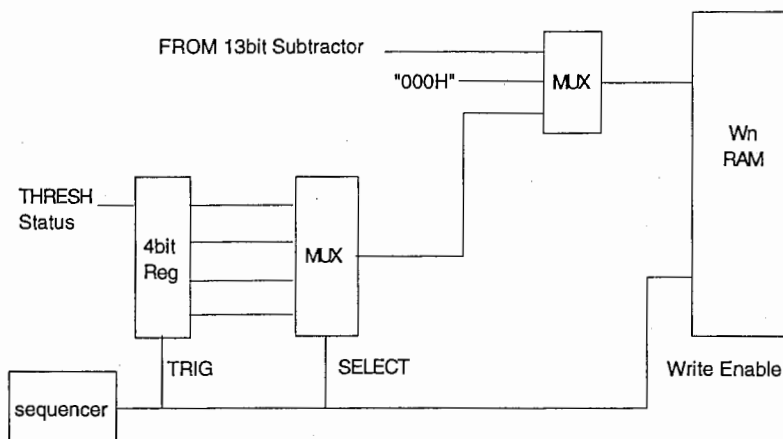 FROM 13bit Subtractor
"000H"
MUX
Wn
RAM
THRESH
Status
4bit
Reg
MUX
TRIG
SELECT
Write Enable
sequencer